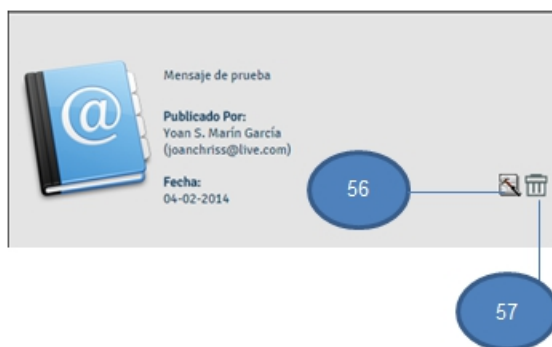 @
Mensaje de prueba
Publicado Por:
Yoan S. Marín García
(joanchriss@live.com)
Fecha:
04-02-2014
56
57